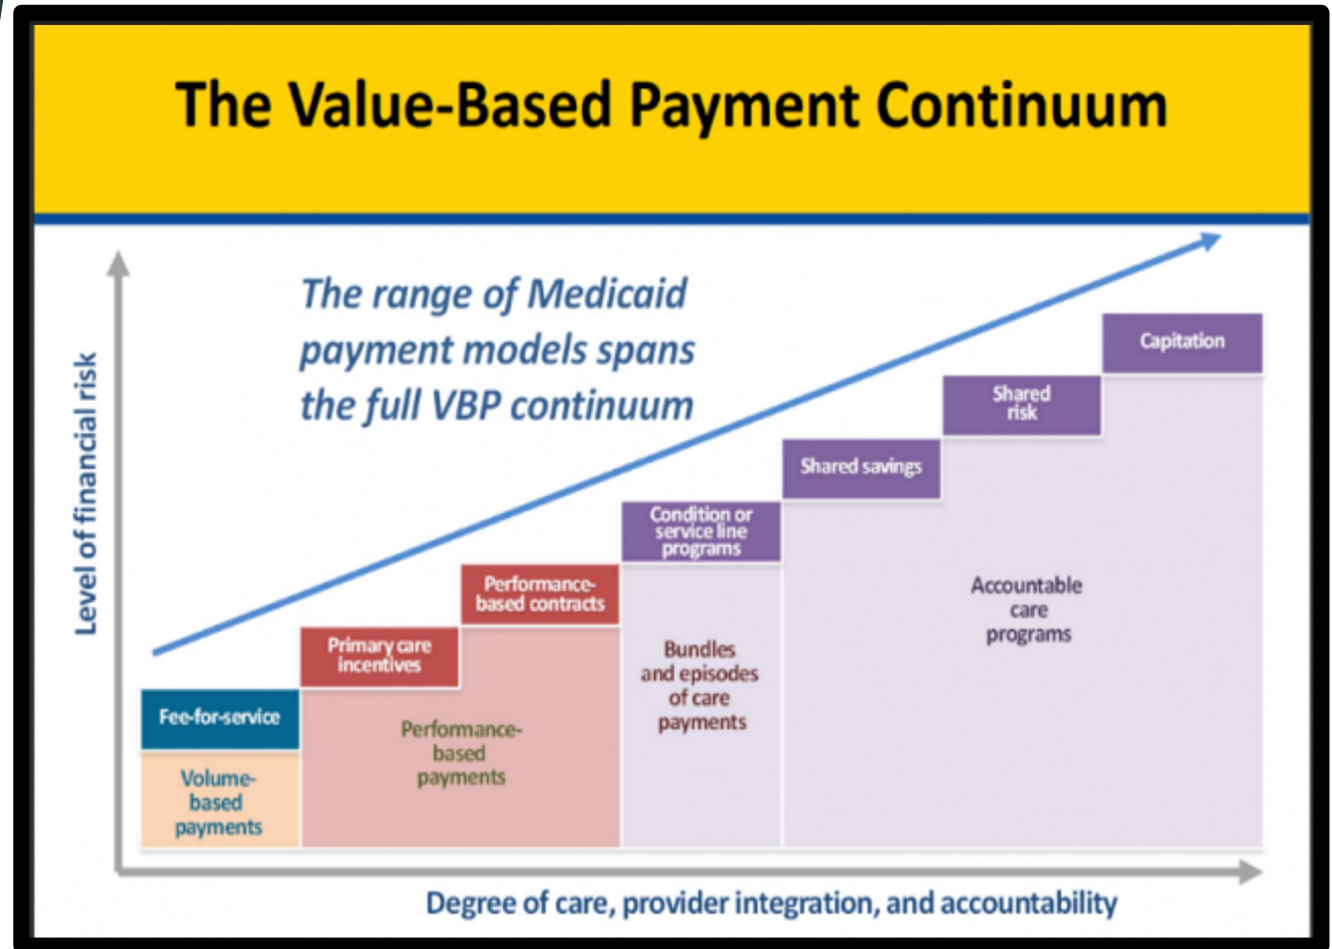 The Value-Based Payment Continuum
The range of Medicaid
payment models spans
the full VBP continuum
Level of financial risk
Capitation
Shared
risk
Shared savings
Condition or
service line
programs
Performance-
based contracts
Primary care
incentives
Fee-for-service
Volume-
based
payments
Performance-
based
payments
Bundles
and episodes
of care
payments
Accountable
care
programs
Degree of care, provider integration, and accountability